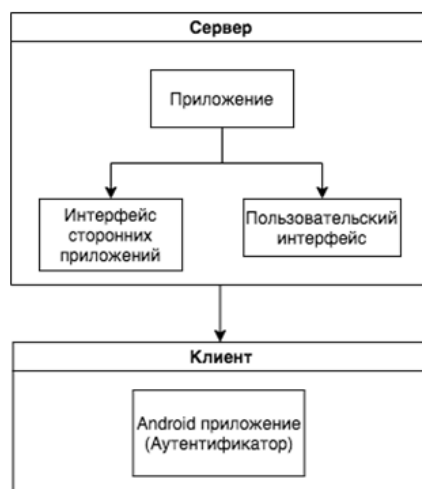 Сервер
Приложение
Интерфейс
сторонних
приложений
Пользовательский
интерфейс
Клиент
Android приложение
(Аутентификатор)